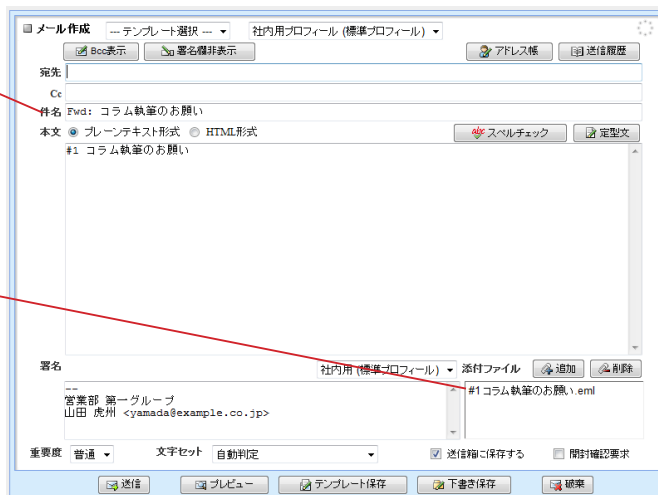 メール作成 --- テンプレート選択 --- 社内用プロフィール (標準プロフィール)
Bcc表示 署名欄非表示 アドレス帳 送信履歴
宛先
Cc
件名 Fwd: コラム執筆のお願い
本文 プレーンテキスト形式 HTML形式 abc スペルチェック 定型文
#1 コラム執筆のお願い
署名 社内用 (標準プロフィール) 添付ファイル 追加 削除
--
営業部 第一グループ
山田 虎州 <yamada@example.co.jp>
#1コラム執筆のお願い.eml
重要度 普通 文字セット 自動判定 送信箱に保存する 開封確認要求
送信 プレビュー テンプレート保存 下書き保存 破棄